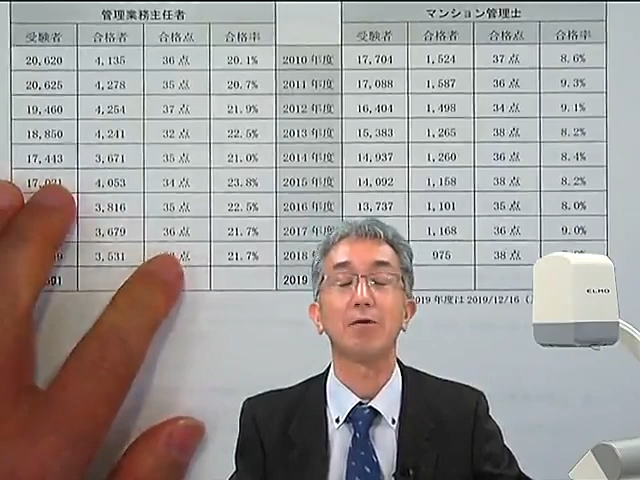 管理業務主任者 マンション管理士
受験者 合格者 合格点 合格率 受験者 合格者 合格点 合格率
20,620 4,135 36点 20.1% 2010年度 17,704 1,524 37点 8.6%
20,625 4,278 35点 20.7% 2011年度 17,088 1,587 36点 9.3%
19,460 4,254 37点 21.9% 2012年度 16,404 1,498 34点 9.1%
18,850 4,241 32点 22.5% 2013年度 15,383 1,265 38点 8.2%
17,443 3,671 35点 21.0% 2014年度 14,937 1,260 36点 8.4%
4,053 34点 23.8% 2015年度 14,092 1,158 38点 8.2%
3,816 35点 22.5% 2016年度 13,737 1,101 35点 8.0%
3,679 36点 21.7% 2017年 1,168 36点 9.0%
3,531 点 21.7% 2018 975 38点
2019
019年度は2019/12/16
ELMO